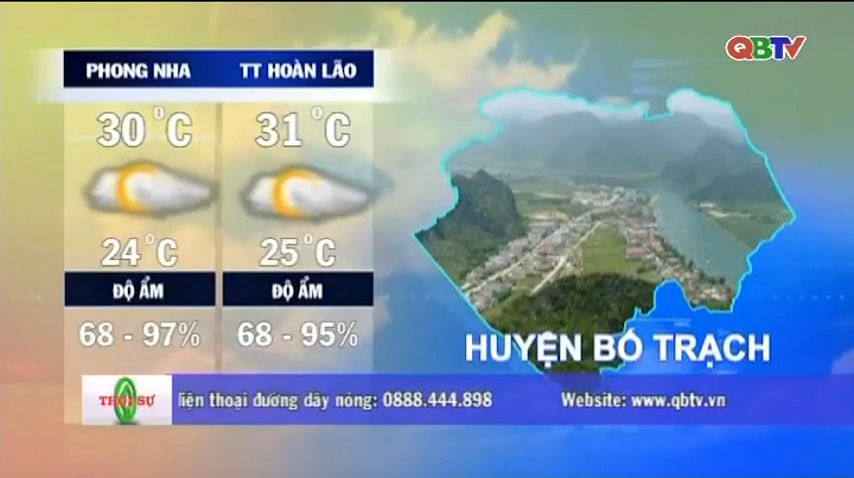 QBTV
PHONG NHA
TT HOÀN LÃO
30°C
31°C
24°C
25°C
ĐỘ ẨM
ĐỘ ẨM
68 - 97%
68 - 95%
HUYỆN BỐ TRẠCH
THỜI SỰ
thoại đường dây nóng: 0888.444.898
Website: www.qbtv.vn